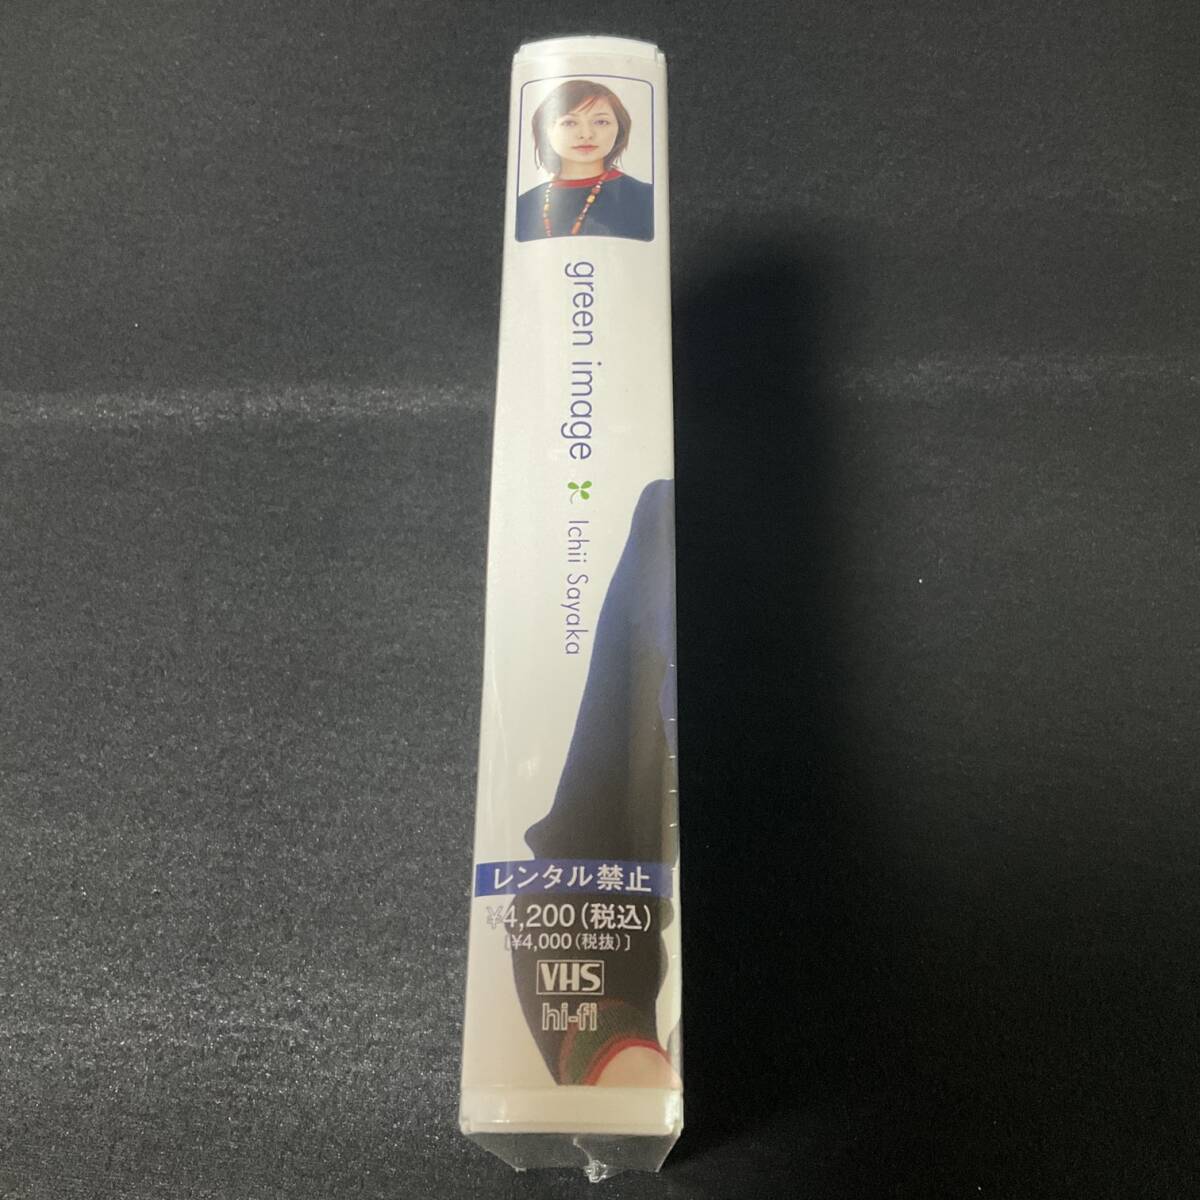 green image
Ichii Sayaka
レンタル禁止
¥4,200(税込)
[¥4,000(税抜)]
VHS
hi-fi